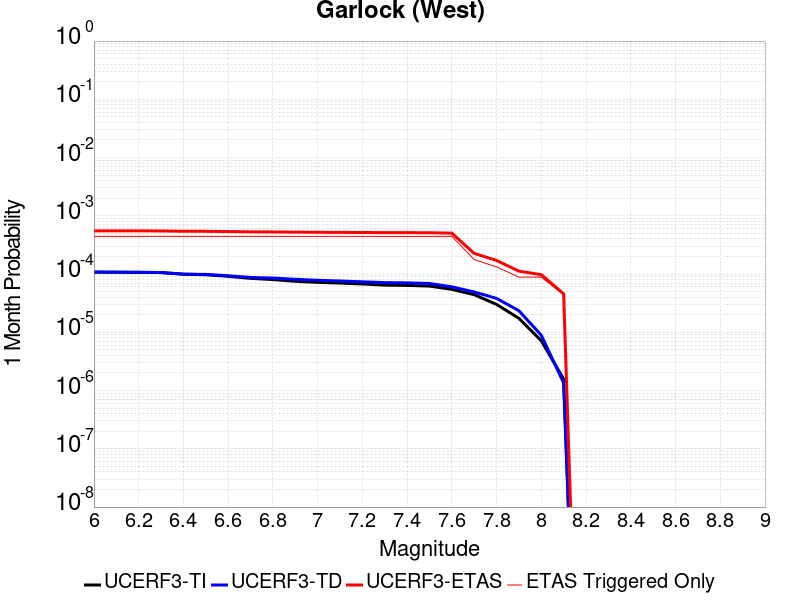 Garlock (West)
10^0
10^-1
10^-2
10^-3
10^-4
10^-5
10^-6
10^-7
10^-8
1 Month Probability
6 6.2 6.4 6.6 6.8 7 7.2 7.4 7.6 7.8 8 8.2 8.4 8.6 8.8 9
Magnitude
UCERF3-TI UCERF3-TD UCERF3-ETAS ETAS Triggered Only